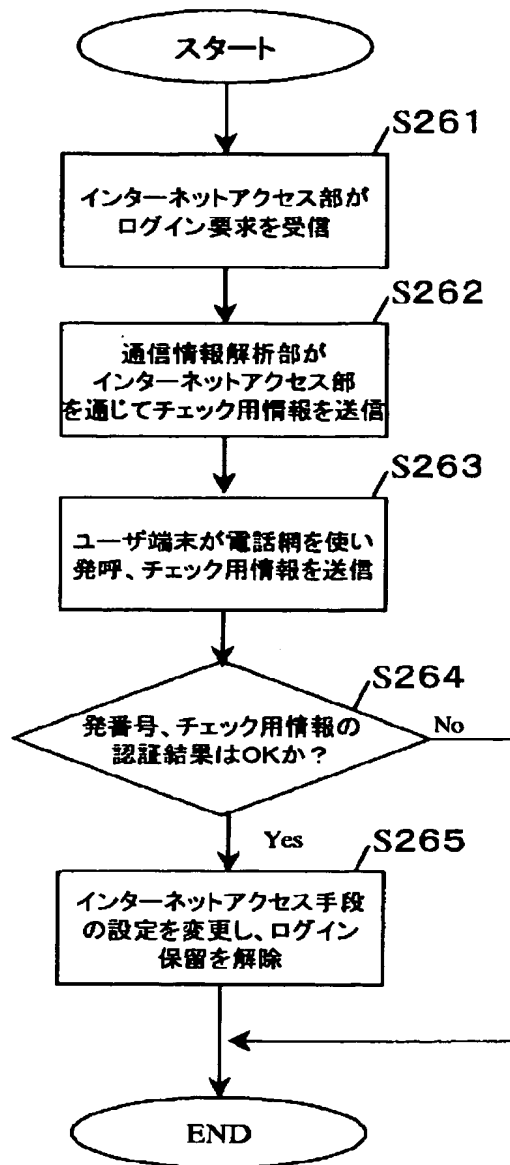 スタート
S261
インターネットアクセス部が
ログイン要求を受信
S262
通信情報解析部が
インターネットアクセス部
を通じてチェック用情報を送信
S263
ユーザ端末が電話網を使い
発呼、チェック用情報を送信
S264
発番号、チェック用情報の
認証結果はOKか？
No
Yes
S265
インターネットアクセス手段
の設定を変更し、ログイン
保留を解除
END